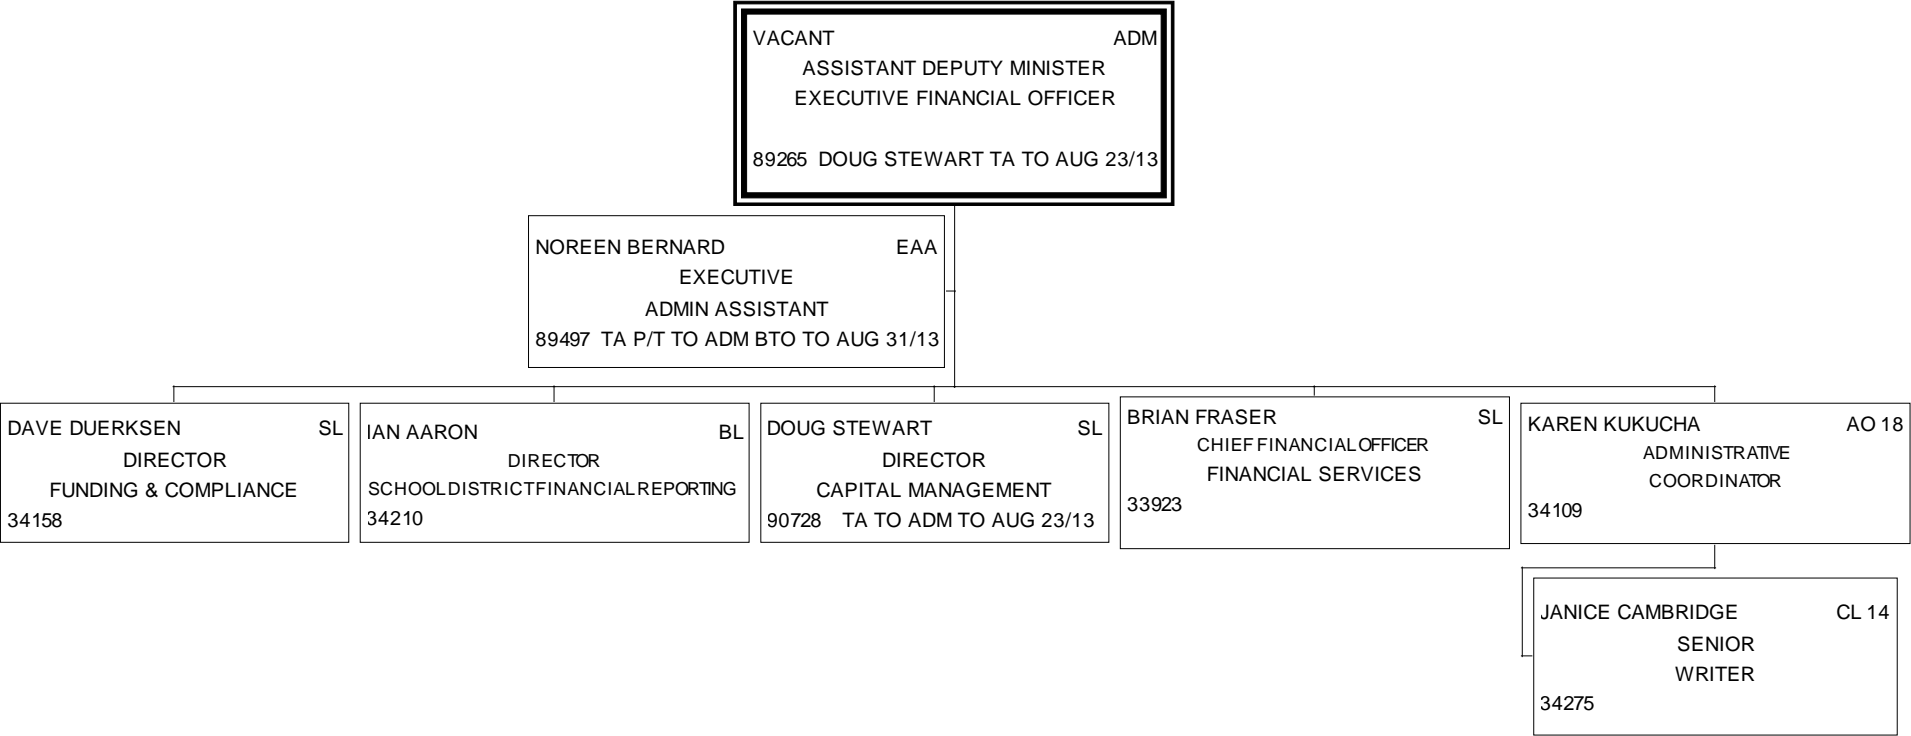 VACANT ADM
ASSISTANT DEPUTY MINISTER
EXECUTIVE FINANCIAL OFFICER
89265 DOUG STEWART TA TO AUG 23/13
NOREEN BERNARD EAA
EXECUTIVE
ADMIN ASSISTANT
89497 TA P/T TO ADM BTO TO AUG 31/13
DAVE DUERKSEN SL
DIRECTOR
FUNDING & COMPLIANCE
34158
IAN AARON BL
DIRECTOR
SCHOOL DISTRICT FINANCIAL REPORTING
34210
DOUG STEWART SL
DIRECTOR
CAPITAL MANAGEMENT
90728 TA TO ADM TO AUG 23/13
BRIAN FRASER SL
CHIEF FINANCIAL OFFICER
FINANCIAL SERVICES
33923
KAREN KUKUCHA AO 18
ADMINISTRATIVE
COORDINATOR
34109
JANICE CAMBRIDGE CL 14
SENIOR
WRITER
34275